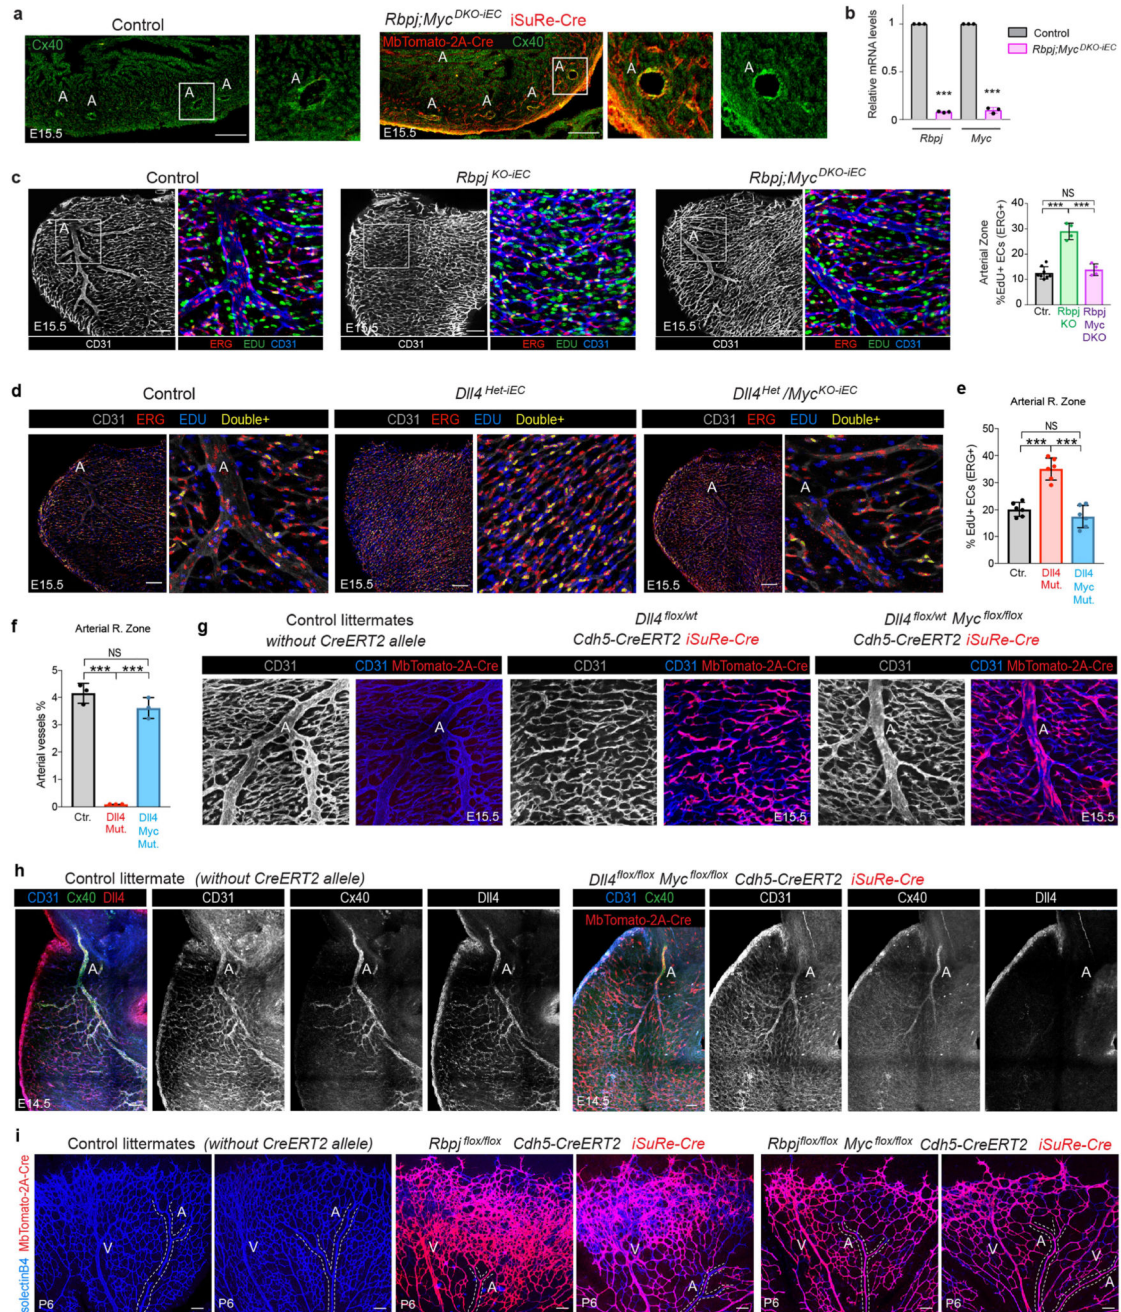 a
Control
Rbpj;Myc DKO-iEC iSuRe-Cre
Cx40
A
A
A
E15.5
A
MbTomato-2A-Cre Cx40
A
A
A
A
E15.5
A
A
b
Relative mRNA levels
1
0.5
0
***
***
Rbpj
Myc
Control
Rbpj;Myc DKO-iEC
c
Control
Rbpj KO-iEC
Rbpj;Myc DKO-iEC
A
E15.5
E15.5
A
E15.5
CD31
ERG EDU CD31
CD31
ERG EDU CD31
CD31
ERG EDU CD31
Arterial Zone
%EdU+ ECs (ERG+)
40
30
20
10
0
NS
***
***
Ctr.
Rbpj
KO
Rbpj
Myc
DKO
d
Control
Dll4 Het-iEC
Dll4 Het /Myc KO-iEC
CD31 ERG EDU Double+
CD31 ERG EDU Double+
CD31 ERG EDU Double+
A
E15.5
A
E15.5
A
E15.5
A
e
Arterial R. Zone
% EdU+ ECs (ERG+)
50
40
30
20
10
0
NS
***
***
Ctr.
Dll4
Mut.
Dll4
Myc
Mut.
f
Arterial R. Zone
Arterial vessels %
5
4
3
2
1
0
NS
***
***
Ctr.
Dll4
Mut.
Dll4
Myc
Mut.
g
Control littermates
without CreERT2 allele
Dll4 flox/wt
Cdh5-CreERT2 iSuRe-Cre
Dll4 flox/wt Myc flox/flox
Cdh5-CreERT2 iSuRe-Cre
CD31
CD31 MbTomato-2A-Cre
CD31
CD31 MbTomato-2A-Cre
CD31
CD31 MbTomato-2A-Cre
A
A
E15.5
E15.5
A
A
E15.5
h
Control littermate (without CreERT2 allele)
Dll4 flox/flox Myc flox/flox Cdh5-CreERT2 iSuRe-Cre
CD31 Cx40 Dll4
CD31
Cx40
Dll4
CD31 Cx40
CD31
Cx40
Dll4
MbTomato-2A-Cre
A
A
A
A
A
A
A
A
E14.5
E14.5
i
Control littermates (without CreERT2 allele)
Rbpj flox/flox Cdh5-CreERT2 iSuRe-Cre
Rbpj flox/flox Myc flox/flox Cdh5-CreERT2 iSuRe-Cre
IsolectinB4 MbTomato-2A-Cre
V
A
P6
V
A
P6
V
A
P6
V
A
P6
V
A
P6
V
A
V
P6